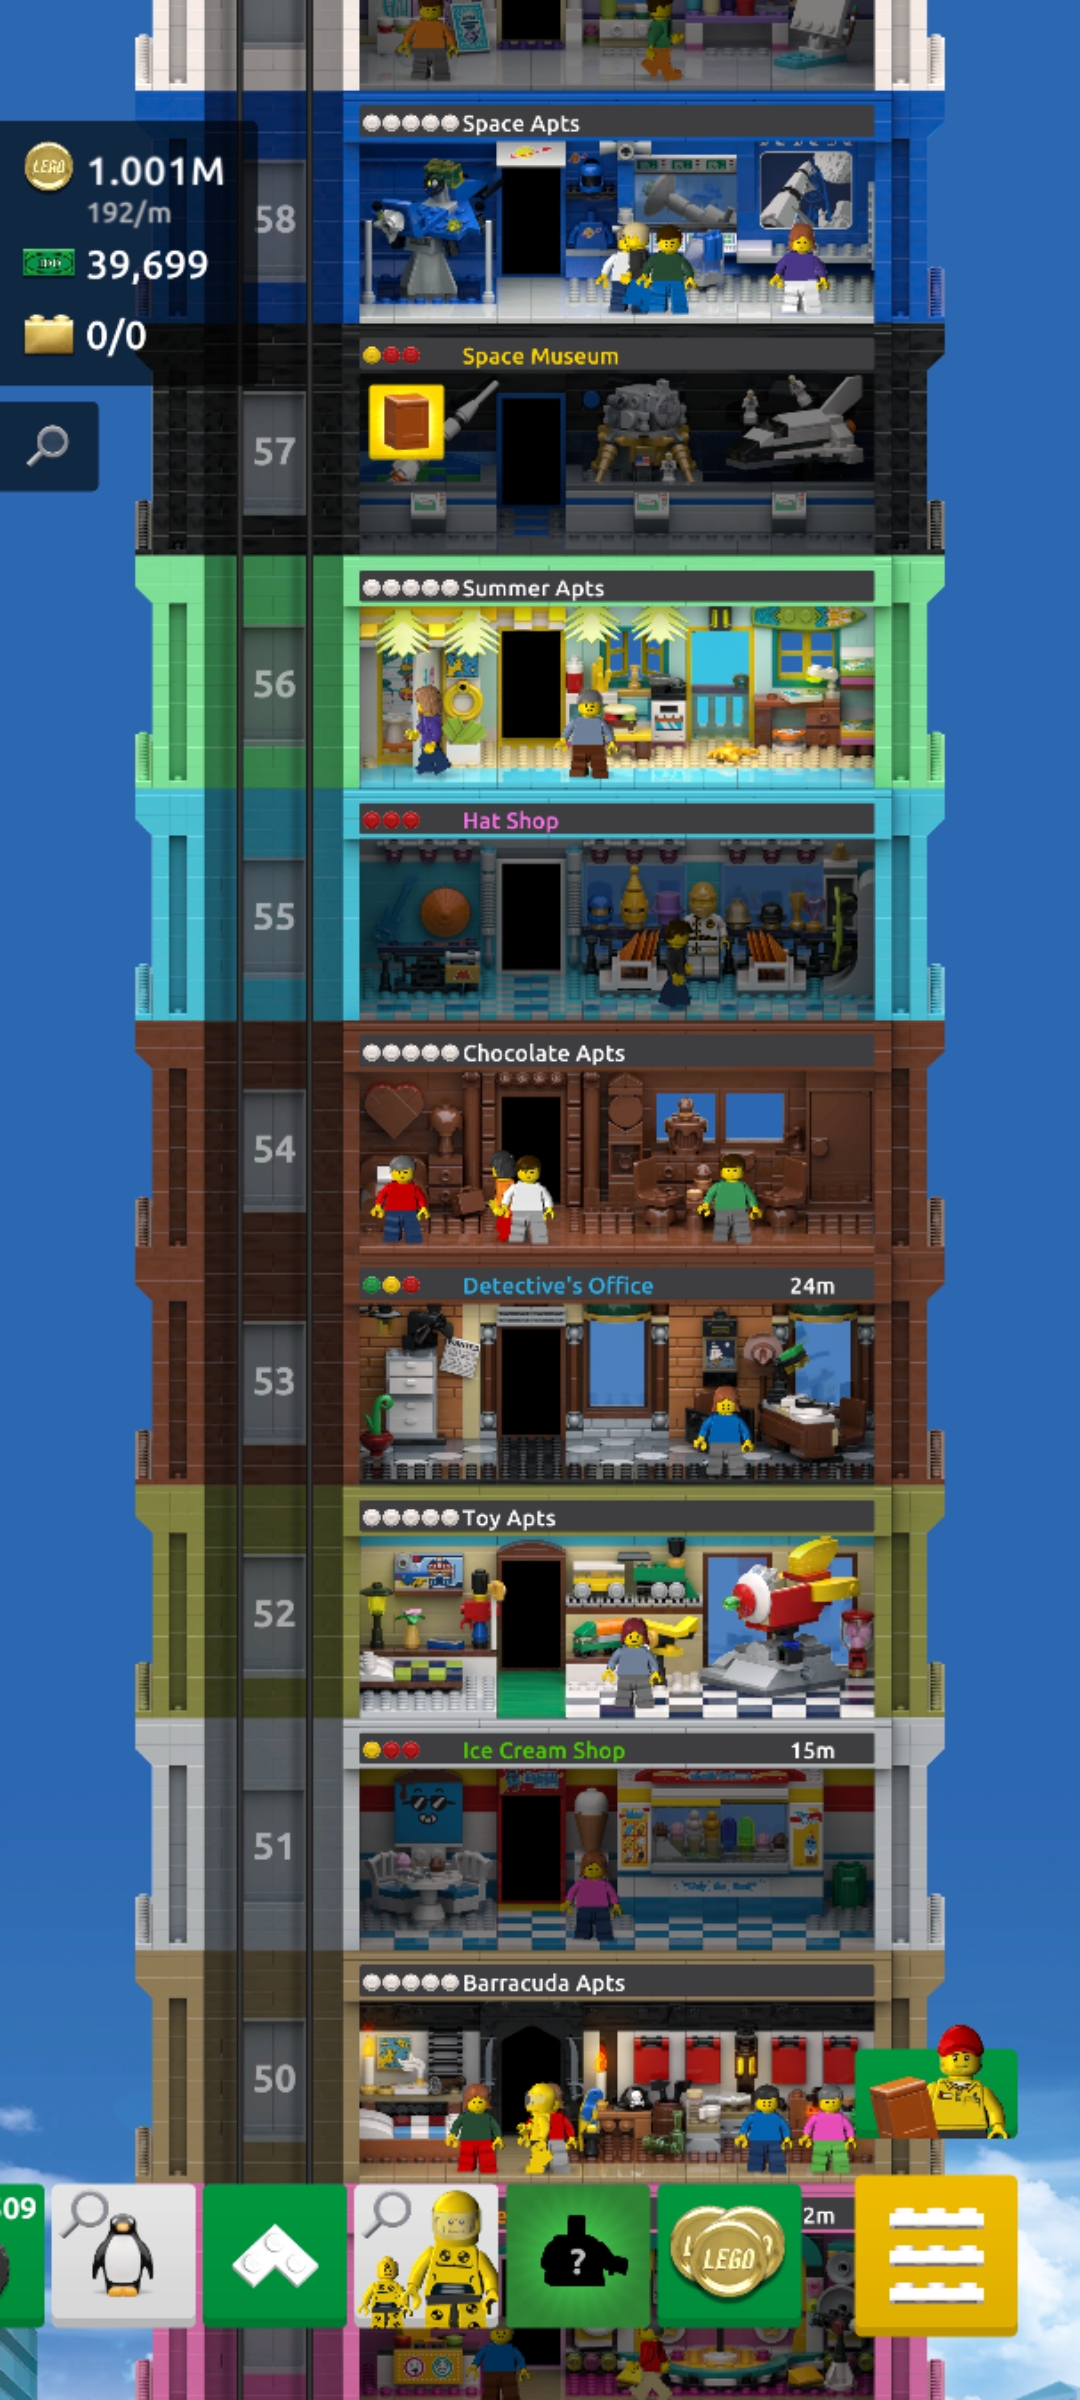 Space Apts
LEGO 1.001M
192/m
58
39,699
0/0
Space Museum
57
Summer Apts
56
Hat Shop
55
Chocolate Apts
54
Detective's Office 24m
53
Toy Apts
52
Ice Cream Shop 15m
51
Barracuda Apts
50
09
2m
?
LEGO